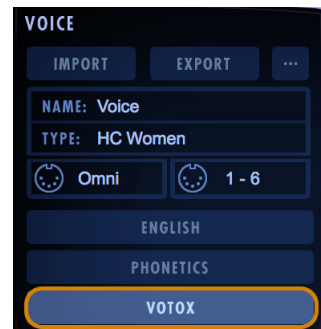 VOICE
IMPORT EXPORT ...
NAME: Voice
TYPE: HC Women
Omni 1 - 6
ENGLISH
PHONETICS
VOTOX